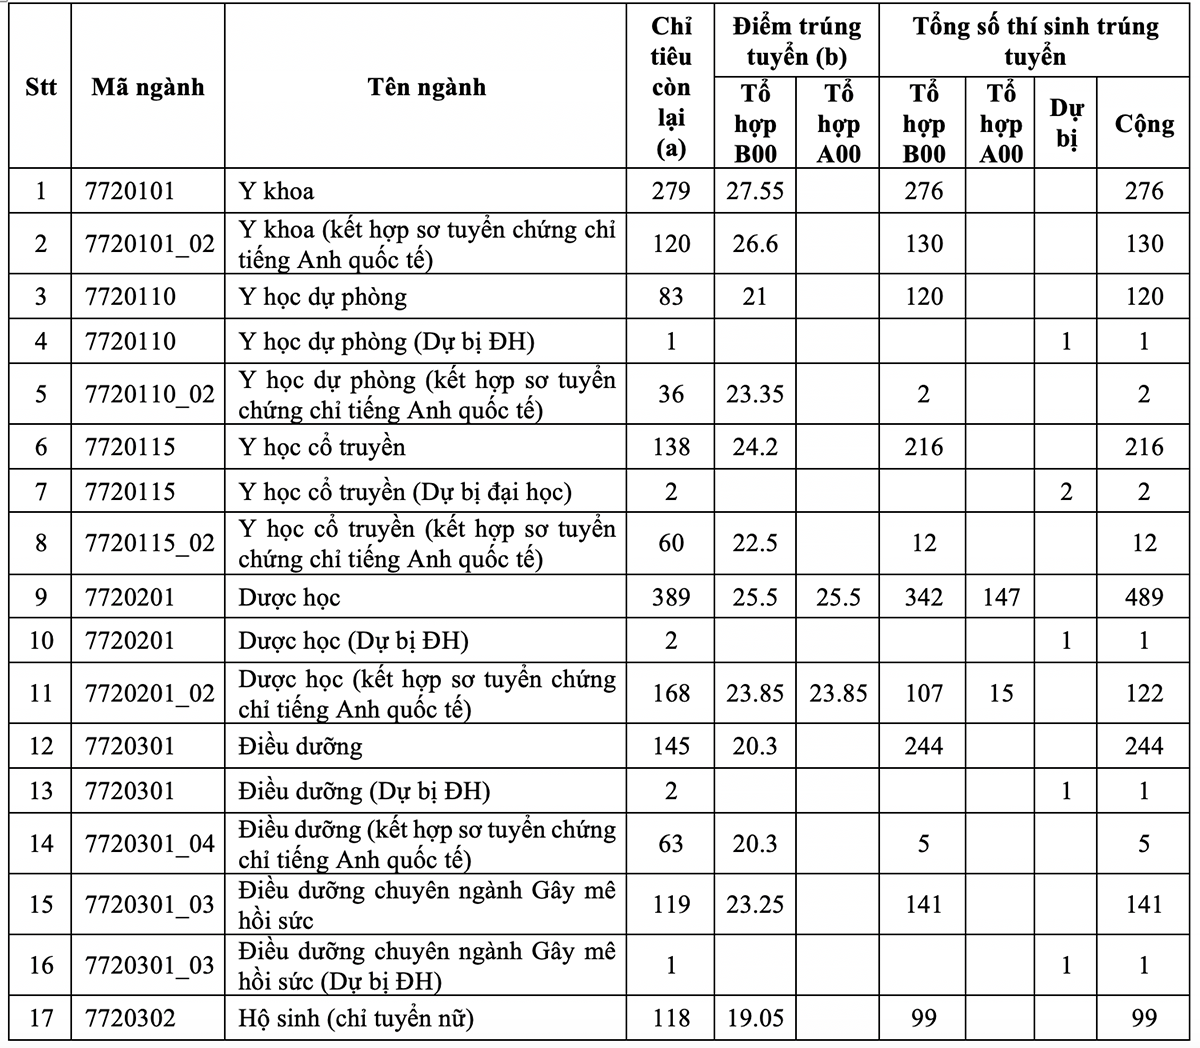 Stt Mã ngành Tên ngành Chỉ tiêu còn lại (a) Điểm trúng tuyển (b) Tổng số thí sinh trúng tuyển
Tổ hợp B00 Tổ hợp A00 Tổ hợp B00 Tổ hợp A00 Dự bị Cộng
1 7720101 Y khoa 279 27.55 276 276
2 7720101_02 Y khoa (kết hợp sơ tuyển chứng chỉ
tiếng Anh quốc tế) 120 26.6 130 130
3 7720110 Y học dự phòng 83 21 120 120
4 7720110 Y học dự phòng (Dự bị ĐH) 1 1 1
5 7720110_02 Y học dự phòng (kết hợp sơ tuyển
chứng chỉ tiếng Anh quốc tế) 36 23.35 2 2
6 7720115 Y học cổ truyền 138 24.2 216 216
7 7720115 Y học cổ truyền (Dự bị đại học) 2 2 2
8 7720115_02 Y học cổ truyền (kết hợp sơ tuyển
chứng chỉ tiếng Anh quốc tế) 60 22.5 12 12
9 7720201 Dược học 389 25.5 25.5 342 147 489
10 7720201 Dược học (Dự bị ĐH) 2 1 1
11 7720201_02 Dược học (kết hợp sơ tuyển chứng
chỉ tiếng Anh quốc tế) 168 23.85 23.85 107 15 122
12 7720301 Điều dưỡng 145 20.3 244 244
13 7720301 Điều dưỡng (Dự bị ĐH) 2 1 1
14 7720301_04 Điều dưỡng (kết hợp sơ tuyển chứng
chỉ tiếng Anh quốc tế) 63 20.3 5 5
15 7720301_03 Điều dưỡng chuyên ngành Gây mê
hồi sức 119 23.25 141 141
16 7720301_03 Điều dưỡng chuyên ngành Gây mê
hồi sức (Dự bị ĐH) 1 1 1
17 7720302 Hộ sinh (chỉ tuyển nữ) 118 19.05 99 99